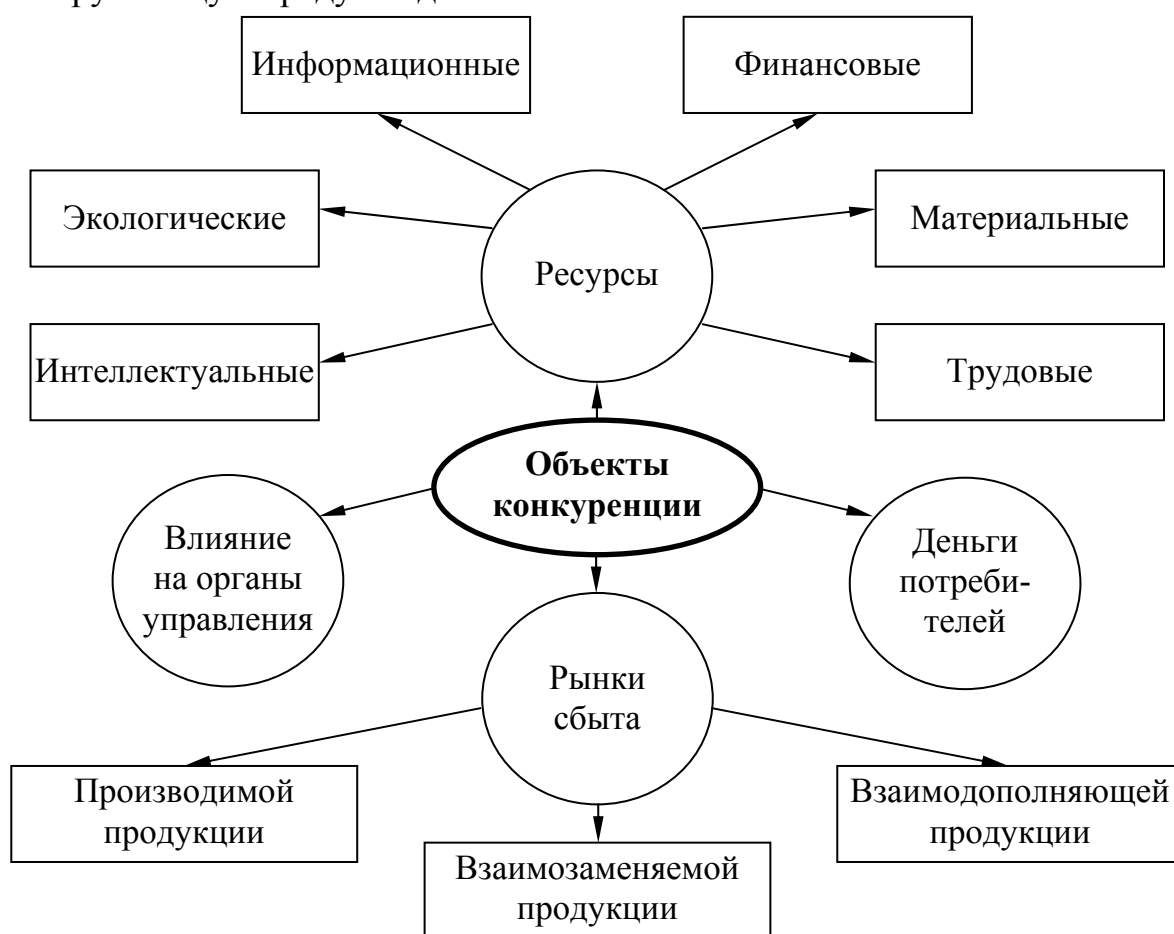 Информационные
Финансовые
Экологические
Материальные
Ресурсы
Интеллектуальные
Трудовые
Объекты
конкуренции
Влияние
на органы
управления
Деньги
потреби-
телей
Рынки
сбыта
Производимой
продукции
Взаимодополняющей
продукции
Взаимозаменяемой
продукции